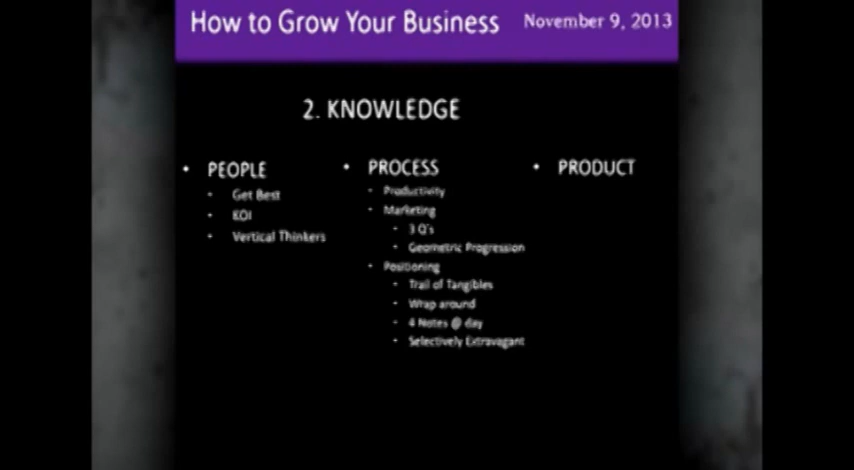 How to Grow Your Business November 9, 2013
2. KNOWLEDGE
• PEOPLE
• Get Best
• KOI
• Vertical Thinkers
• PROCESS
• Productivity
• Marketing
• 3 Q's
• Geometric Progression
• Positioning
• Trail of Tangibles
• Wrap around
• 4 Notes @ day
• Selectively Extravagant
• PRODUCT